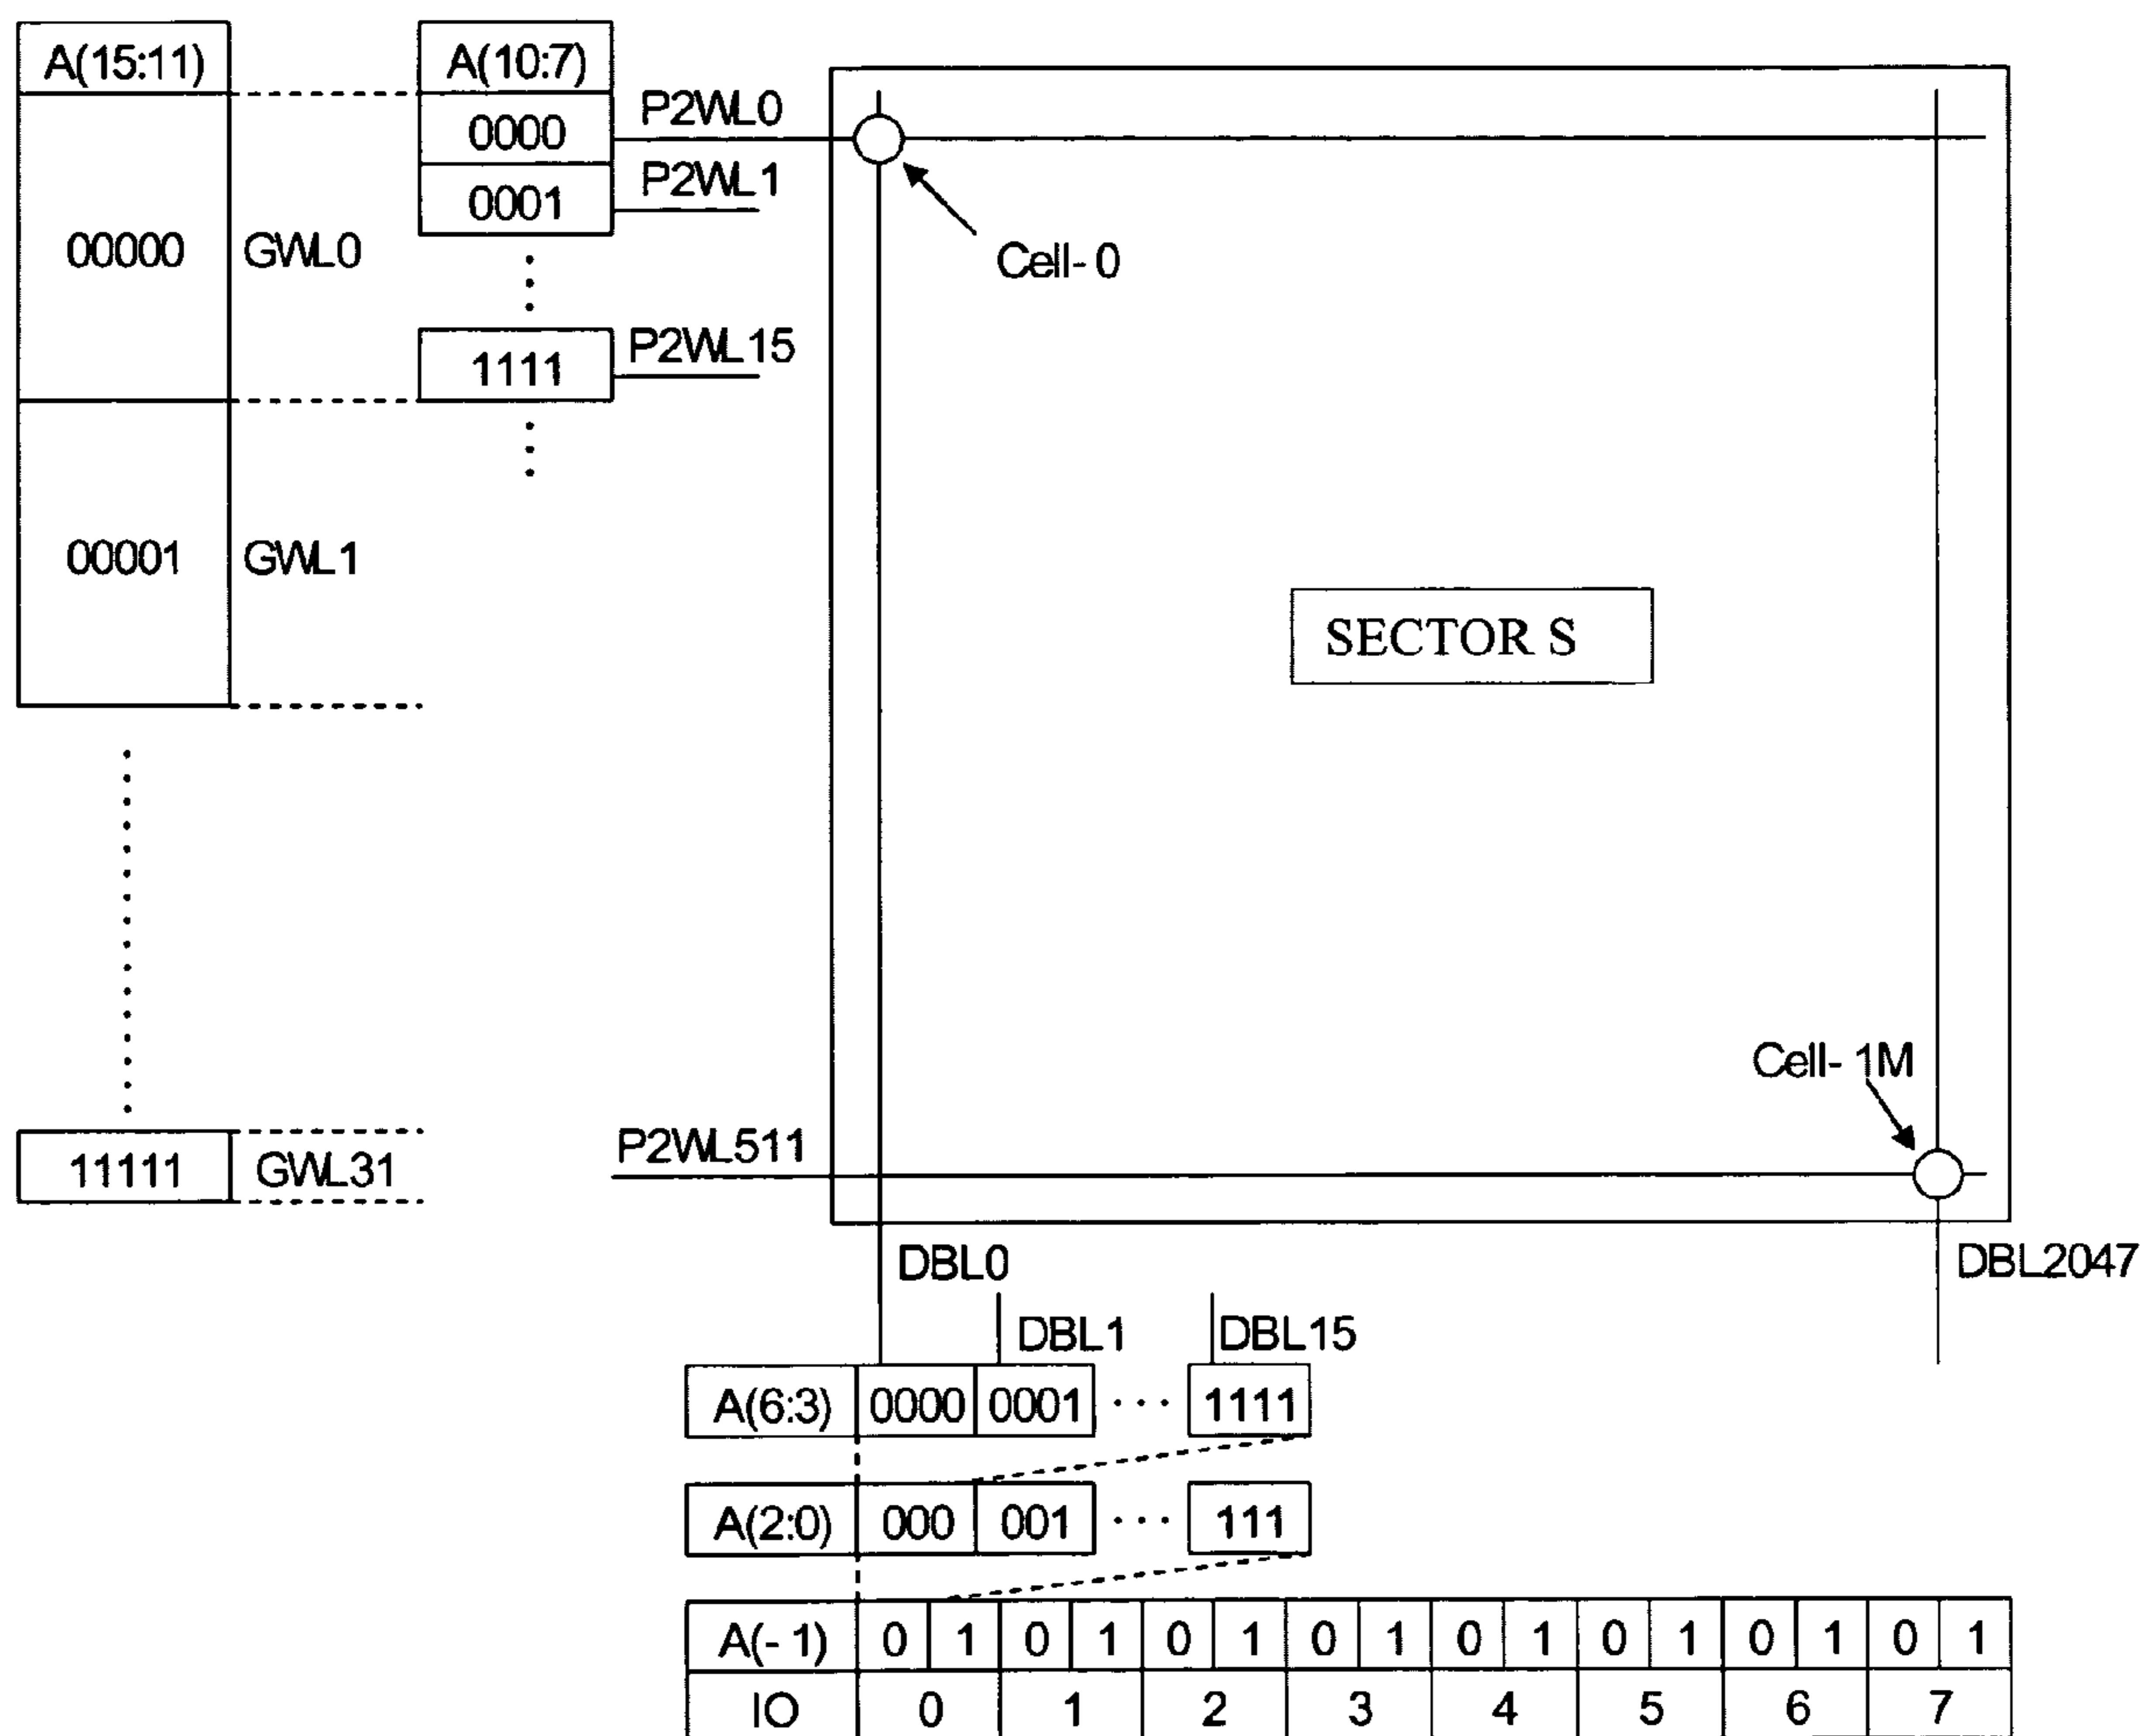 A(15:11) A(10:7)
0000 P2WL0
0001 P2WL1
00000 GWL0
Cell- 0
1111 P2WL15
00001 GWL1
SECTOR S
Cell- 1M
P2WL511
11111 GWL31
DBL0 DBL2047
DBL1 DBL15
A(6:3) 0000 0001 ··· 1111
A(2:0) 000 001 ··· 111
A(- 1) 0 1 0 1 0 1 0 1 0 1 0 1 0 1 0 1
IO 0 1 2 3 4 5 6 7